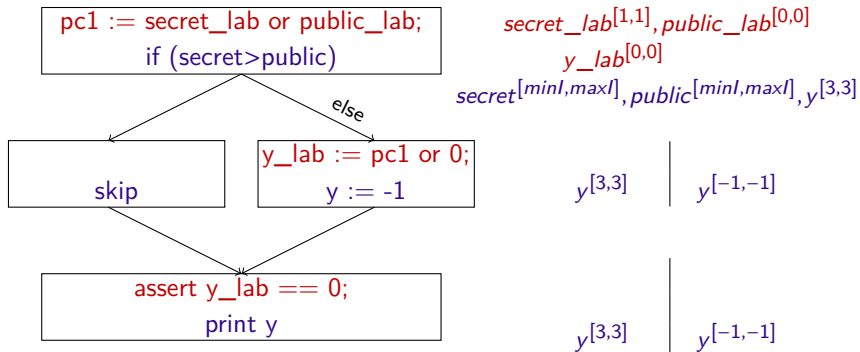 pc1 := secret_lab or public_lab;
if (secret>public)
secret_lab[1,1], public_lab[0,0]
y_lab[0,0]
secret[minI,maxI], public[minI,maxI], y[3,3]
else
skip
y_lab := pc1 or 0;
y := -1
y[3,3]
y[−1,−1]
assert y_lab == 0;
print y
y[3,3]
y[−1,−1]